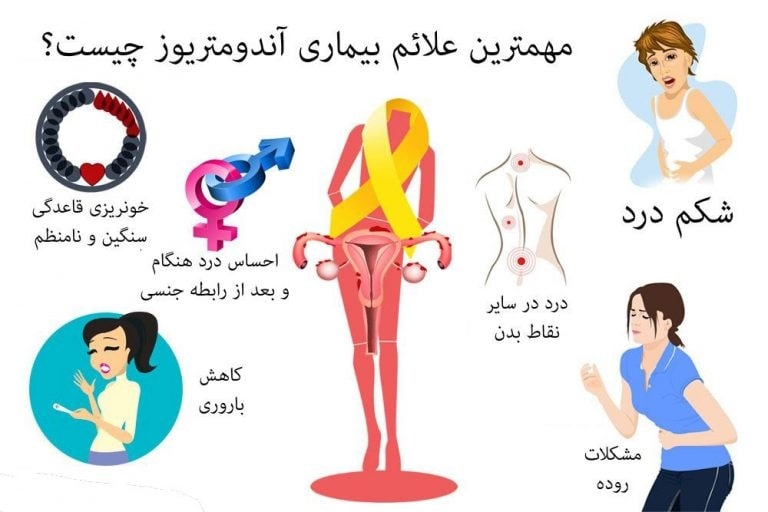 مهمترین علائم بیماری آندومتریوز چیست؟
شکم درد
خونریزی قاعدگی
سنگین و نامنظم
احساس درد هنگام
و بعد از رابطه جنسی
درد در سایر
نقاط بدن
کاهش
باروری
مشکلات
روده